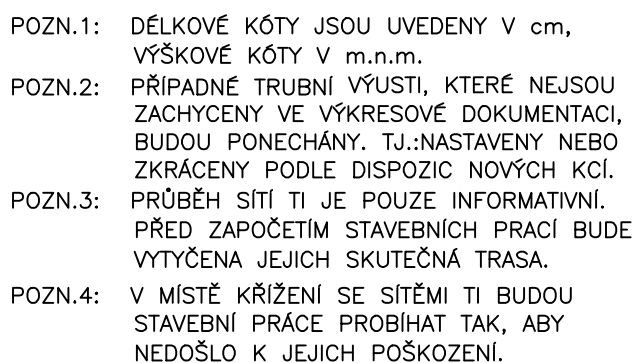 POZN.1: DÉLKOVÉ KÓTY JSOU UVEDENY V cm,
VÝŠKOVÉ KÓTY V m.n.m.
POZN.2: PŘÍPADNÉ TRUBNÍ VÝUSTI, KTERÉ NEJSOU
ZACHYCENY VE VÝKRESOVÉ DOKUMENTACI,
BUDOU PONECHÁNY. TJ.:NASTAVENY NEBO
ZKRÁCENY PODLE DISPOZIC NOVÝCH KCÍ.
POZN.3: PRŮBĚH SÍTÍ TI JE POUZE INFORMATIVNÍ.
PŘED ZAPOČETÍM STAVEBNÍCH PRACÍ BUDE
VYTYČENA JEJICH SKUTEČNÁ TRASA.
POZN.4: V MÍSTĚ KŘÍŽENÍ SE SÍTĚMI TI BUDOU
STAVEBNÍ PRÁCE PROBÍHAT TAK, ABY
NEDOŠLO K JEJICH POŠKOZENÍ.